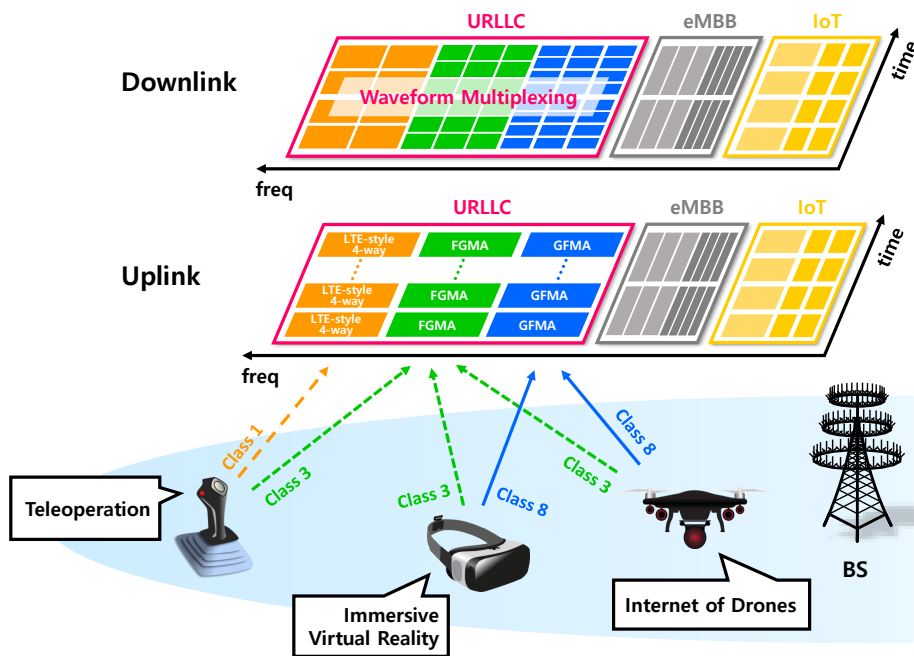 URLLC
eMBB
IoT
Downlink
Waveform Multiplexing
time
freq
URLLC
eMBB
IoT
Uplink
LTE-style
4-way
FGMA
GFMA
LTE-style
4-way
FGMA
GFMA
LTE-style
4-way
FGMA
GFMA
time
freq
Class 1
Class 3
Class 3
Class 8
Class 3
Class 8
Teleoperation
Immersive
Virtual Reality
Internet of Drones
BS